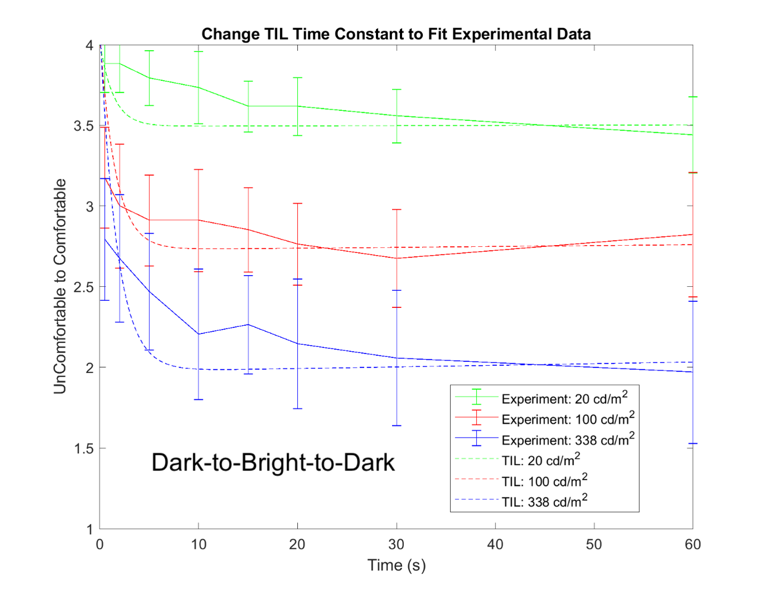 Change TIL Time Constant to Fit Experimental Data
4
3.5
3
2.5
2
1.5
1
UnComfortable to Comfortable
Experiment: 20 cd/m2
Experiment: 100 cd/m2
Experiment: 338 cd/m2
TIL: 20 cd/m2
TIL: 100 cd/m2
TIL: 338 cd/m2
Dark-to-Bright-to-Dark
0 10 20 30 40 50 60
Time (s)